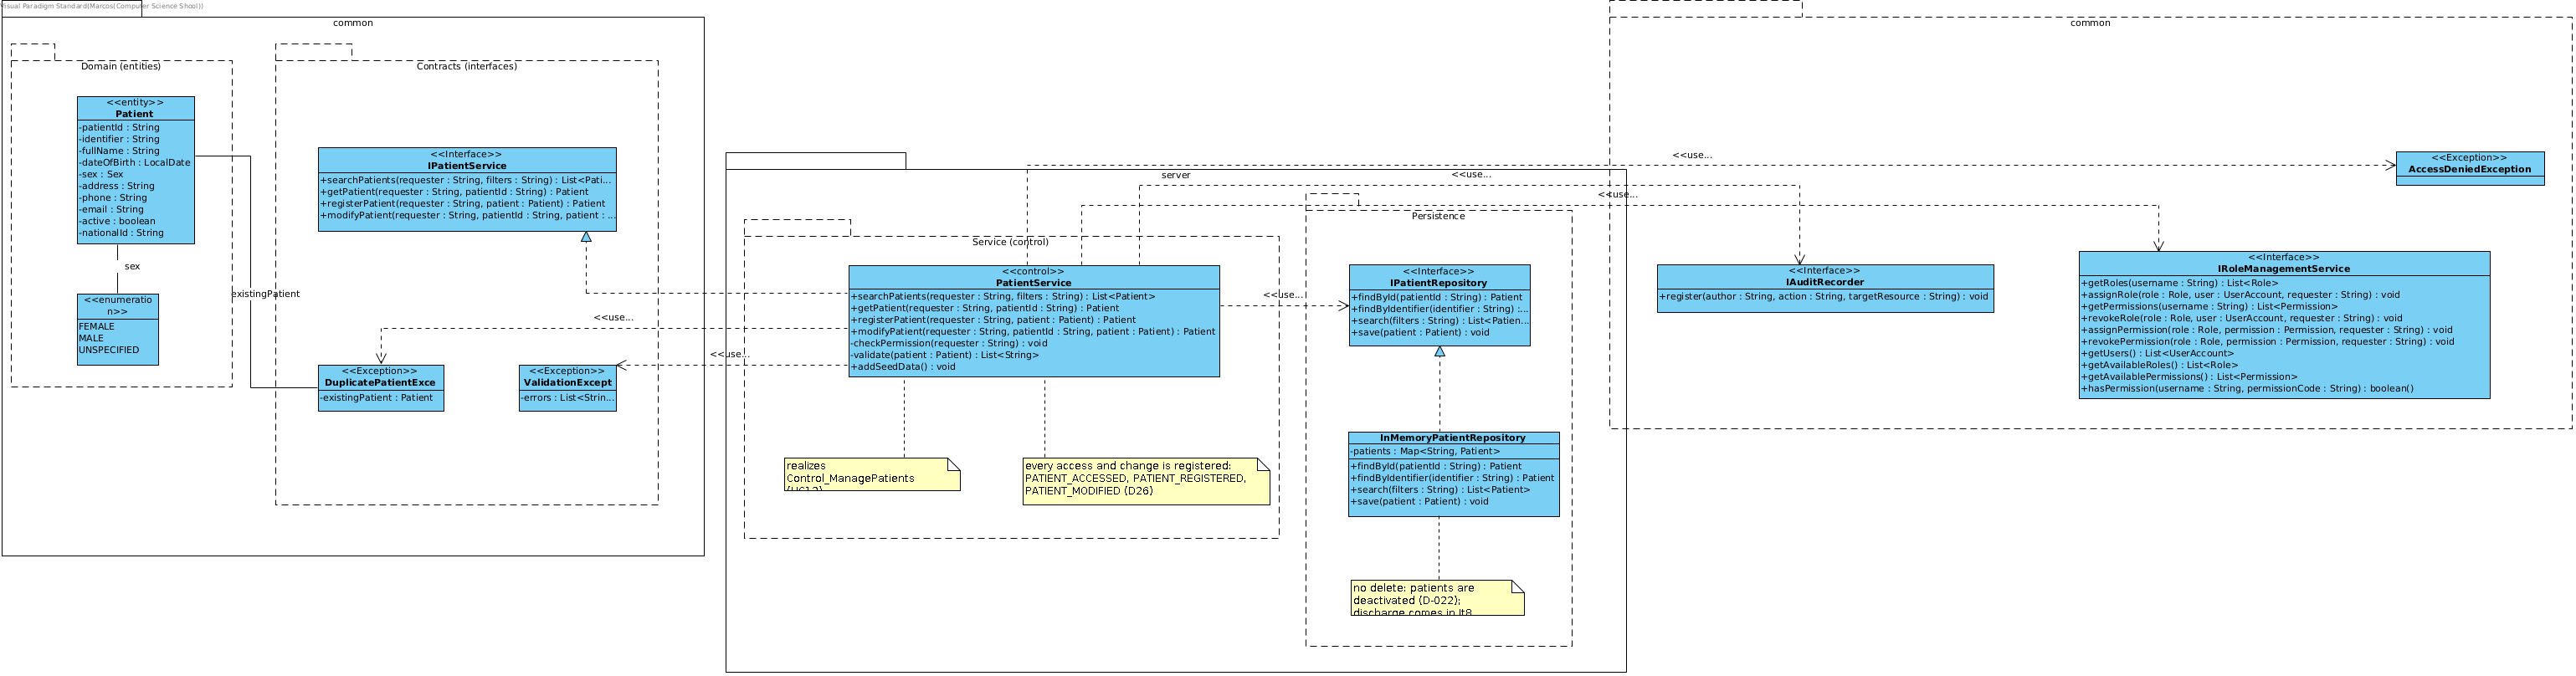 Visual Paradigm Standard(Marcos(Computer Science Shool))
common
Domain (entities)
<<entity>>
Patient
-patientId : String
-identifier : String
-fullName : String
-dateOfBirth : LocalDate
-sex : Sex
-address : String
-phone : String
-email : String
-active : boolean
-nationalId : String
sex
<<enumeratio
n>>
FEMALE
MALE
UNSPECIFIED
existingPatient
Contracts (interfaces)
<<Interface>>
IPatientService
+searchPatients(requester : String, filters : String) : List<Pati...
+getPatient(requester : String, patientId : String) : Patient
+registerPatient(requester : String, patient : Patient) : Patient
+modifyPatient(requester : String, patientId : String, patient : ...
<<Exception>>
DuplicatePatientExce
-existingPatient : Patient
<<Exception>>
ValidationExcept
-errors : List<Strin...
<<use...
<<use...
server
Service (control)
<<control>>
PatientService
+searchPatients(requester : String, filters : String) : List<Patient>
+getPatient(requester : String, patientId : String) : Patient
+registerPatient(requester : String, patient : Patient) : Patient
+modifyPatient(requester : String, patientId : String, patient : Patient) : Patient
-checkPermission(requester : String) : void
-validate(patient : Patient) : List<String>
+addSeedData() : void
realizes
Control_ManagePatients
every access and change is registered:
PATIENT_ACCESSED, PATIENT_REGISTERED,
PATIENT_MODIFIED (D26)
<<use...
Persistence
<<Interface>>
IPatientRepository
+findById(patientId : String) : Patient
+findByIdentifier(identifier : String) :...
+search(filters : String) : List<Patien...
+save(patient : Patient) : void
InMemoryPatientRepository
-patients : Map<String, Patient>
+findById(patientId : String) : Patient
+findByIdentifier(identifier : String) : Patient
+search(filters : String) : List<Patient>
+save(patient : Patient) : void
no delete: patients are
deactivated (D-022);
discharge comes in It8
<<use...
<<use...
<<use...
common
<<Exception>>
AccessDeniedException
<<Interface>>
IAuditRecorder
+register(author : String, action : String, targetResource : String) : void
<<Interface>>
IRoleManagementService
+getRoles(username : String) : List<Role>
+assignRole(role : Role, user : UserAccount, requester : String) : void
+getPermissions(username : String) : List<Permission>
+revokeRole(role : Role, user : UserAccount, requester : String) : void
+assignPermission(role : Role, permission : Permission, requester : String) : void
+revokePermission(role : Role, permission : Permission, requester : String) : void
+getUsers() : List<UserAccount>
+getAvailableRoles() : List<Role>
+getAvailablePermissions() : List<Permission>
+hasPermission(username : String, permissionCode : String) : boolean()